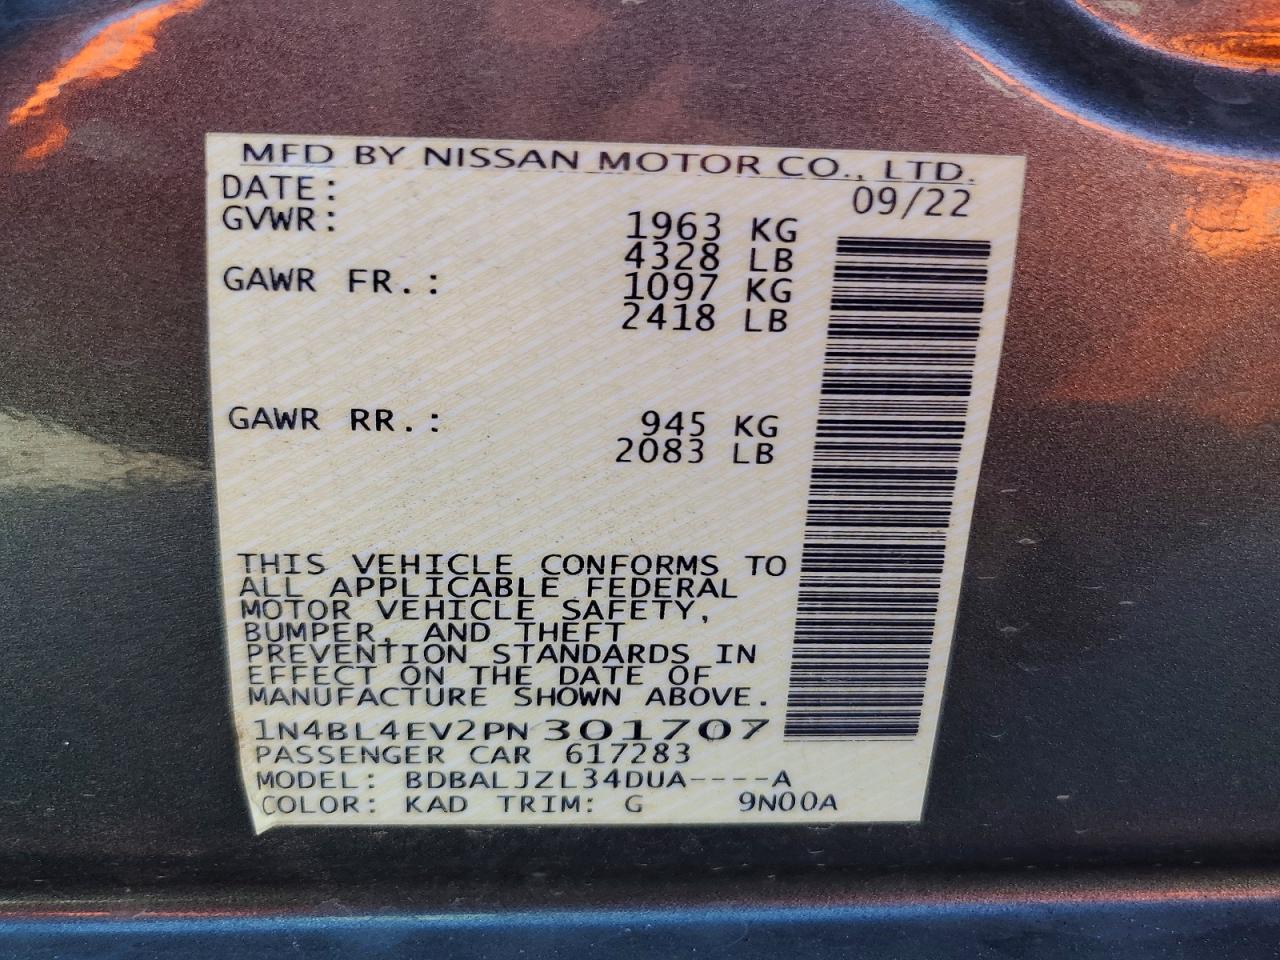 MFD BY NISSAN MOTOR CO., LTD.
DATE: 09/22
GVWR: 1963 KG
4328 LB
GAWR FR.: 1097 KG
2418 LB
GAWR RR.: 945 KG
2083 LB
THIS VEHICLE CONFORMS TO
ALL APPLICABLE FEDERAL
MOTOR VEHICLE SAFETY,
BUMPER, AND THEFT
PREVENTION STANDARDS IN
EFFECT ON THE DATE OF
MANUFACTURE SHOWN ABOVE.
1N4BL4EV2PN301707
PASSENGER CAR 617283
MODEL: BDBALJZL34DUA----A
COLOR: KAD TRIM: G 9N00A